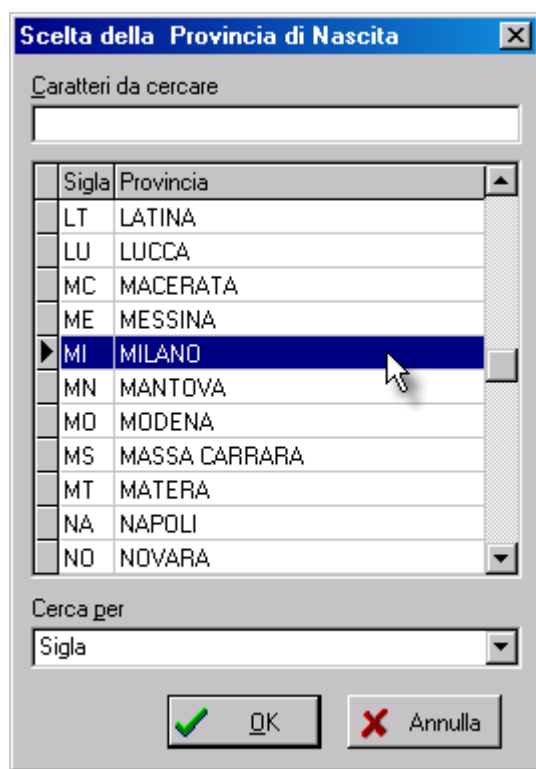 Scelta della  Provincia di Nascita
Caratteri da cercare
Sigla Provincia
LT LATINA
LU LUCCA
MC MACERATA
ME MESSINA
MI MILANO
MN MANTOVA
MO MODENA
MS MASSA CARRARA
MT MATERA
NA NAPOLI
NO NOVARA
Cerca per
Sigla
OK Annulla